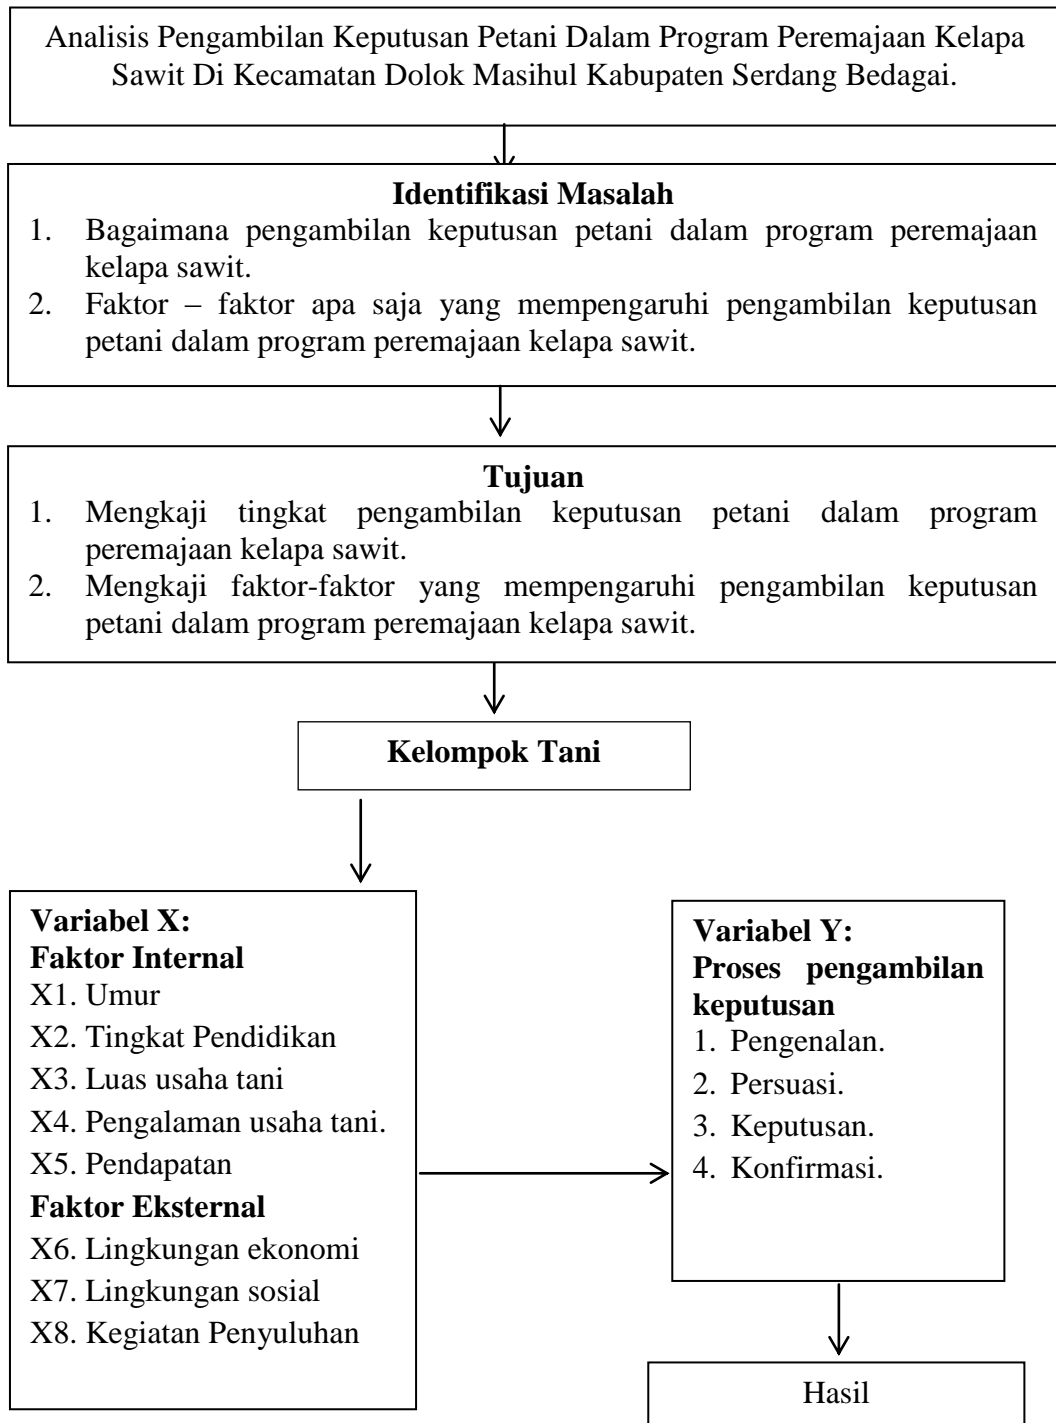 Analisis Pengambilan Keputusan Petani Dalam Program Peremajaan Kelapa
Sawit Di Kecamatan Dolok Masihul Kabupaten Serdang Bedagai.
Identifikasi Masalah
1. Bagaimana pengambilan keputusan petani dalam program peremajaan
kelapa sawit.
2. Faktor – faktor apa saja yang mempengaruhi pengambilan keputusan
petani dalam program peremajaan kelapa sawit.
Tujuan
1. Mengkaji tingkat pengambilan keputusan petani dalam program
peremajaan kelapa sawit.
2. Mengkaji faktor-faktor yang mempengaruhi pengambilan keputusan
petani dalam program peremajaan kelapa sawit.
Kelompok Tani
Variabel X:
Faktor Internal
X1. Umur
X2. Tingkat Pendidikan
X3. Luas usaha tani
X4. Pengalaman usaha tani.
X5. Pendapatan
Faktor Eksternal
X6. Lingkungan ekonomi
X7. Lingkungan sosial
X8. Kegiatan Penyuluhan
Variabel Y:
Proses pengambilan
keputusan
1. Pengenalan.
2. Persuasi.
3. Keputusan.
4. Konfirmasi.
Hasil